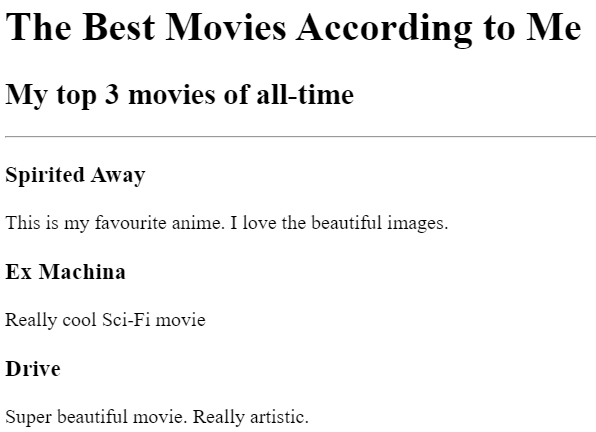 The Best Movies According to Me
My top 3 movies of all-time
Spirited Away
This is my favourite anime. I love the beautiful images.
Ex Machina
Really cool Sci-Fi movie
Drive
Super beautiful movie. Really artistic.